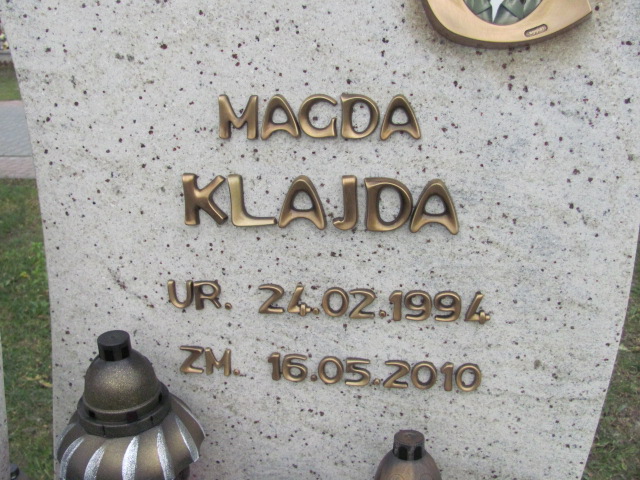 MAGDA
KLAJDA
UR. 24.02.1994
ZM. 16.05.2010